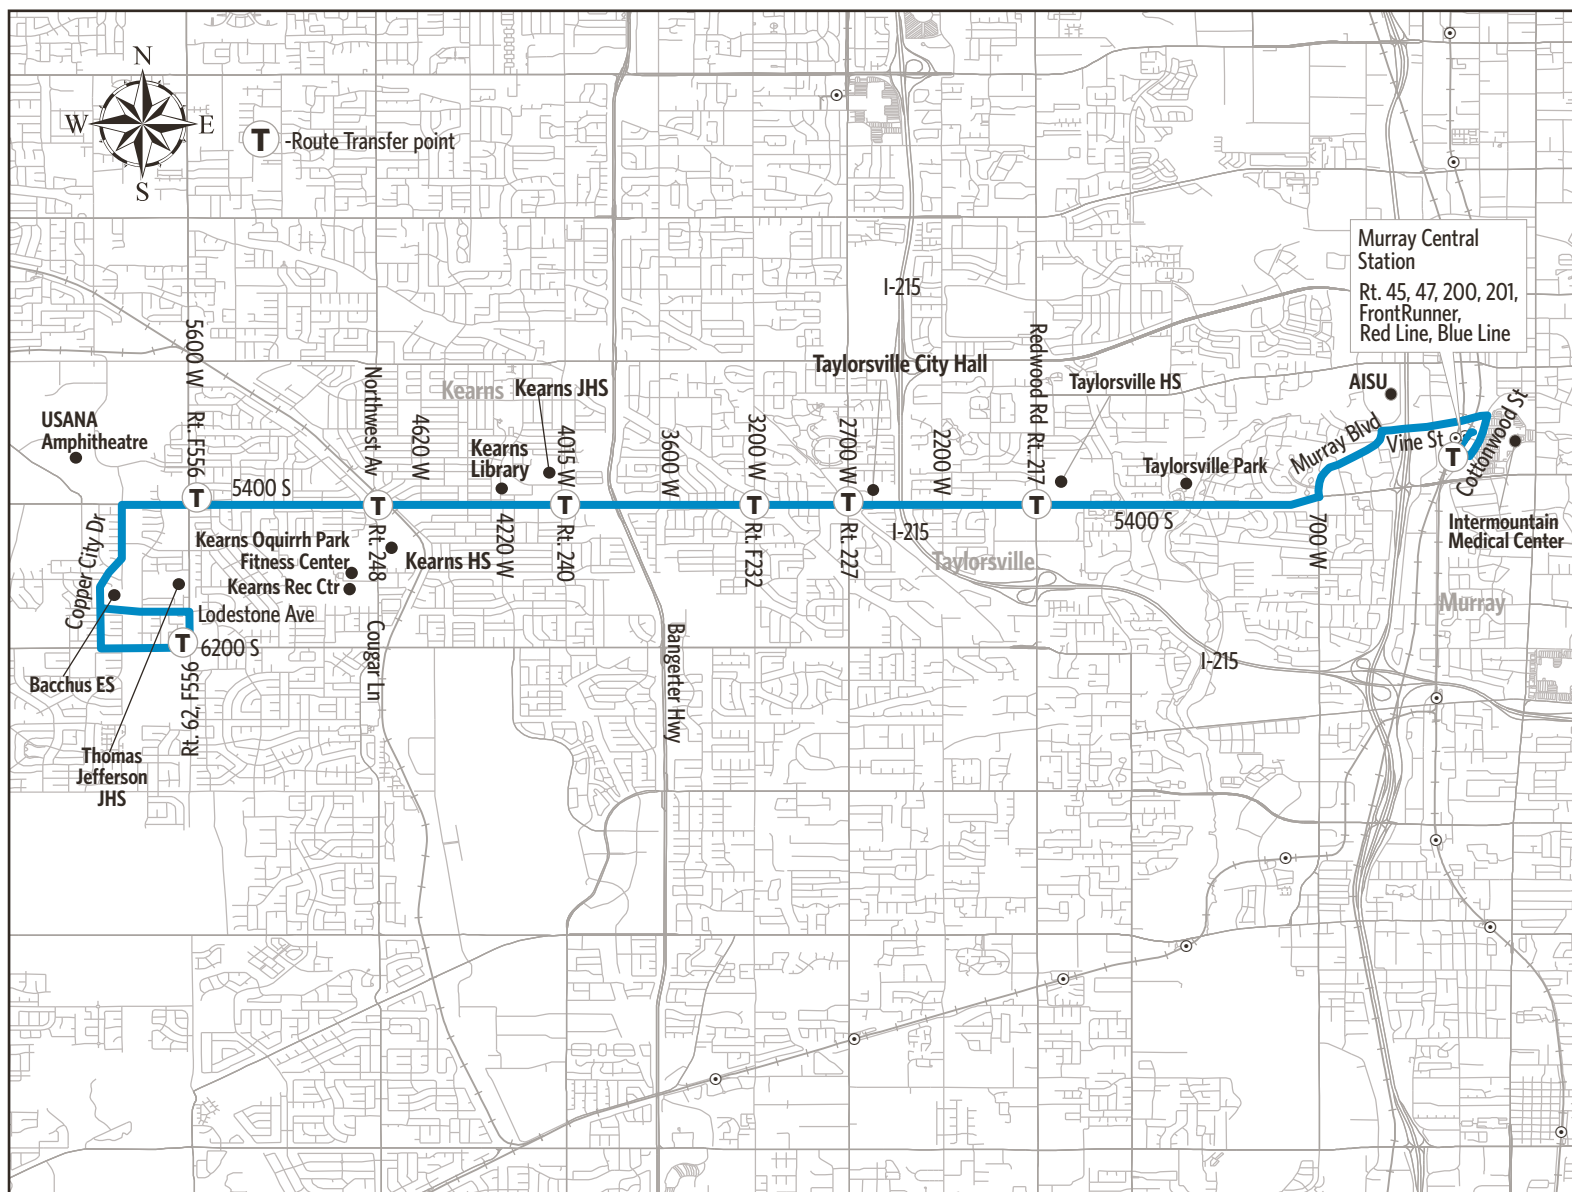 N
W
E
S
T
-Route Transfer point
I-215
Murray Central
Station
Rt. 45, 47, 200, 201,
FrontRunner,
Red Line, Blue Line
5600 W
Rt. F556
Northwest Av
Kearns
Kearns JHS
Taylorsville City Hall
Redwood Rd
Rt. 217
Taylorsville HS
AISU
USANA
Amphitheatre
4620 W
Kearns
Library
4015 W
3600 W
3200 W
2700 W
2200 W
Taylorsville Park
Murray Blvd
Vine St
Cottonwood St
T
5400 S
T
T
T
T
T
5400 S
T
T
Copper City Dr
Kearns Oquirrh Park
Fitness Center
Kearns Rec Ctr
Rt. 248
Kearns HS
4220 W
Rt. 240
Rt. F232
Rt. 227
I-215
Taylorsville
700 W
Intermountain
Medical Center
Murray
Lodestone Ave
T
6200 S
Bacchus ES
Rt. 62, F556
Cougar Ln
Bangerter Hwy
I-215
Thomas
Jefferson
JHS